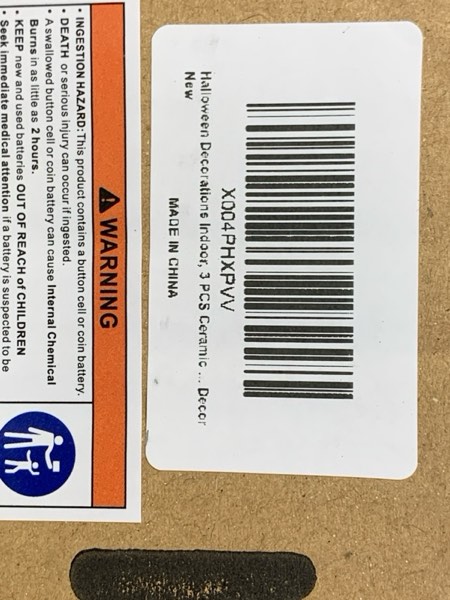 X004PHXPVV
Halloween Decorations Indoor, 3 PCS Ceramic ... Decor
New
MADE IN CHINA
WARNING
• INGESTION HAZARD: This product contains a button cell or coin battery.
• DEATH or serious injury can occur if ingested.
• A swallowed button cell or coin battery can cause Internal Chemical
Burns in as little as 2 hours.
• KEEP new and used batteries OUT OF REACH of CHILDREN
• Seek immediate medical attention if a battery is suspected to be